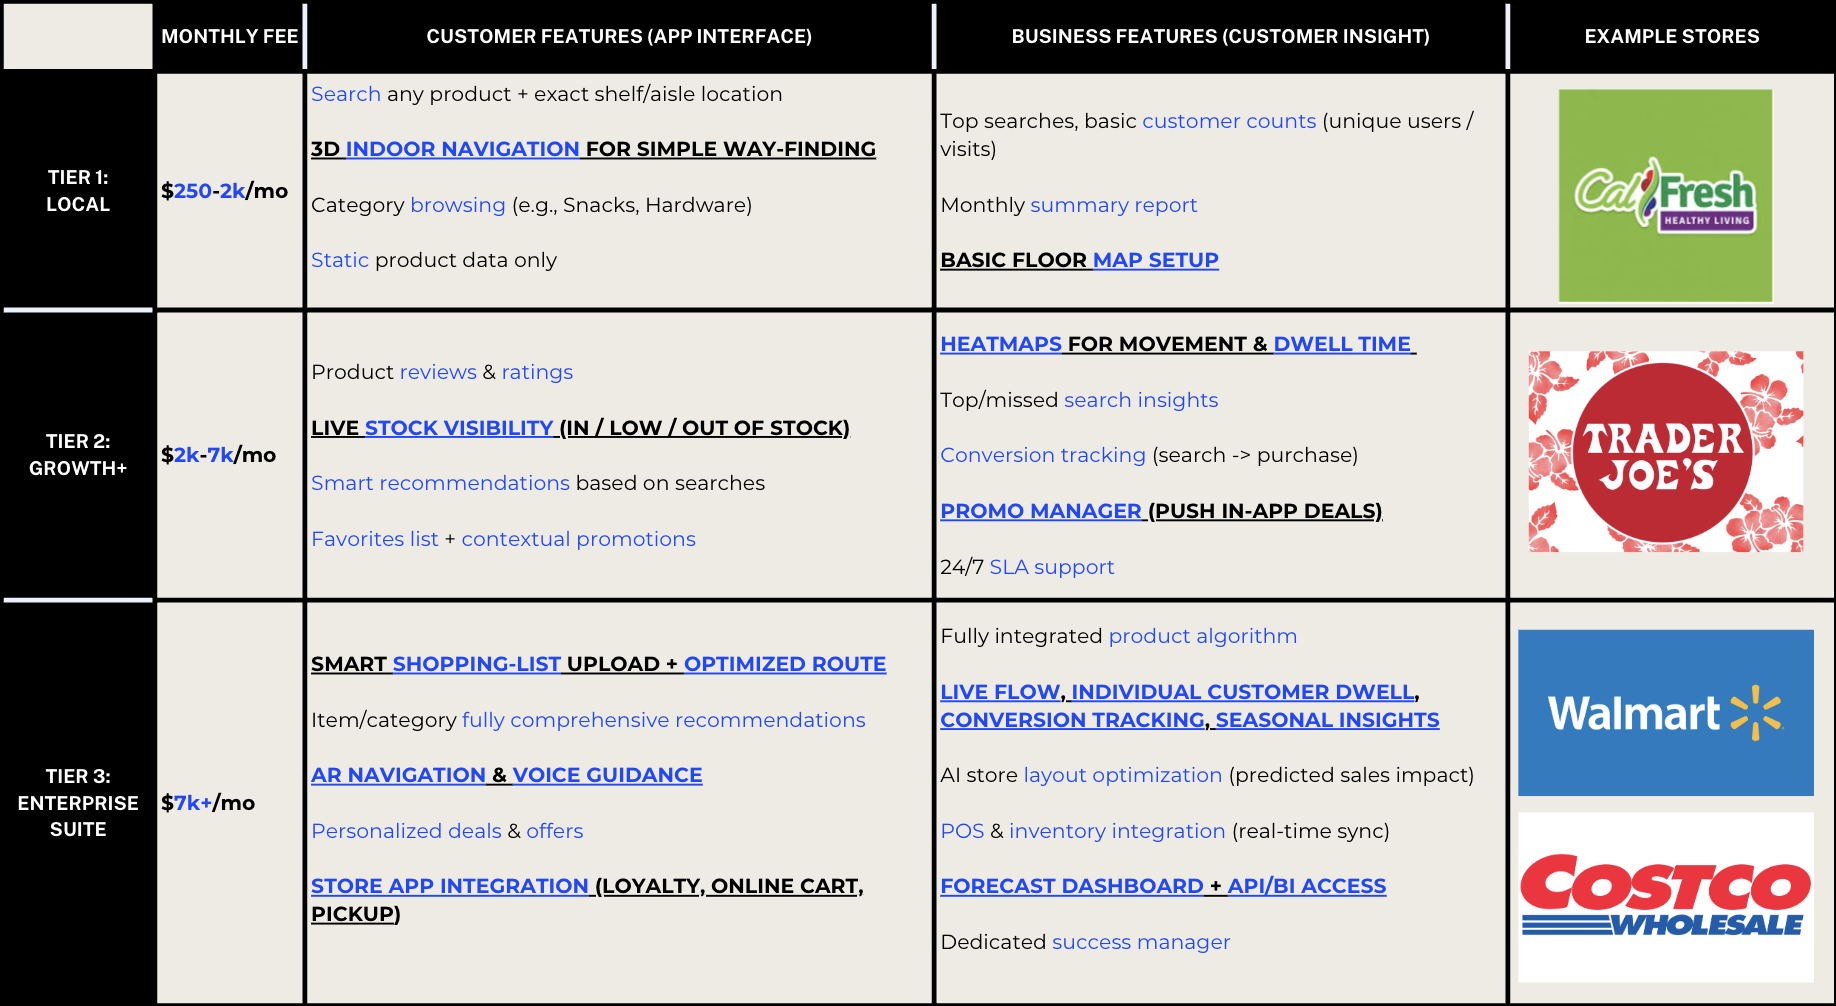 MONTHLY FEE
CUSTOMER FEATURES (APP INTERFACE)
BUSINESS FEATURES (CUSTOMER INSIGHT)
EXAMPLE STORES
TIER 1:
LOCAL
$250-2k/mo
Search any product + exact shelf/aisle location
3D INDOOR NAVIGATION FOR SIMPLE WAY-FINDING
Category browsing (e.g., Snacks, Hardware)
Static product data only
Top searches, basic customer counts (unique users /
visits)
Monthly summary report
BASIC FLOOR MAP SETUP
Cal Fresh
HEALTHY LIVING
TIER 2:
GROWTH+
$2k-7k/mo
Product reviews & ratings
LIVE STOCK VISIBILITY (IN / LOW / OUT OF STOCK)
Smart recommendations based on searches
Favorites list + contextual promotions
HEATMAPS FOR MOVEMENT & DWELL TIME
Top/missed search insights
Conversion tracking (search -> purchase)
PROMO MANAGER (PUSH IN-APP DEALS)
24/7 SLA support
TRADER
JOE'S
TIER 3:
ENTERPRISE
SUITE
$7k+/mo
SMART SHOPPING-LIST UPLOAD + OPTIMIZED ROUTE
Item/category fully comprehensive recommendations
AR NAVIGATION & VOICE GUIDANCE
Personalized deals & offers
STORE APP INTEGRATION (LOYALTY, ONLINE CART,
PICKUP)
Fully integrated product algorithm
LIVE FLOW, INDIVIDUAL CUSTOMER DWELL,
CONVERSION TRACKING, SEASONAL INSIGHTS
AI store layout optimization (predicted sales impact)
POS & inventory integration (real-time sync)
FORECAST DASHBOARD + API/BI ACCESS
Dedicated success manager
Walmart
COSTCO
WHOLESALE